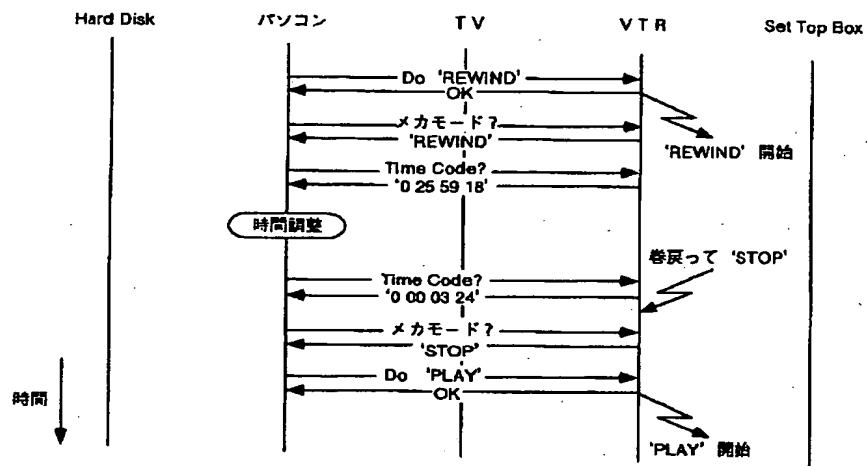 Hard Disk パソコン TV VTR Set Top Box
Do 'REWIND'
OK
メカモード?
'REWIND'
'REWIND' 開始
Time Code?
'0 25 59 18'
時間調整
巻戻って 'STOP'
Time Code?
'0 00 03 24'
メカモード?
'STOP'
Do 'PLAY'
時間
OK
'PLAY' 開始